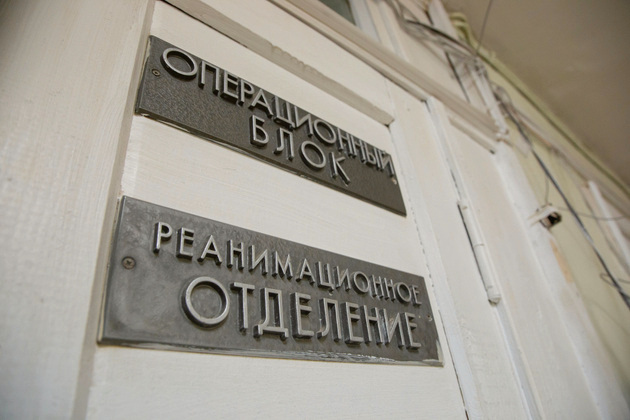 ОПЕРАЦИОННЫЙ
БЛОК
РЕАНИМАЦИОННОЕ
ОТДЕЛЕНИЕ